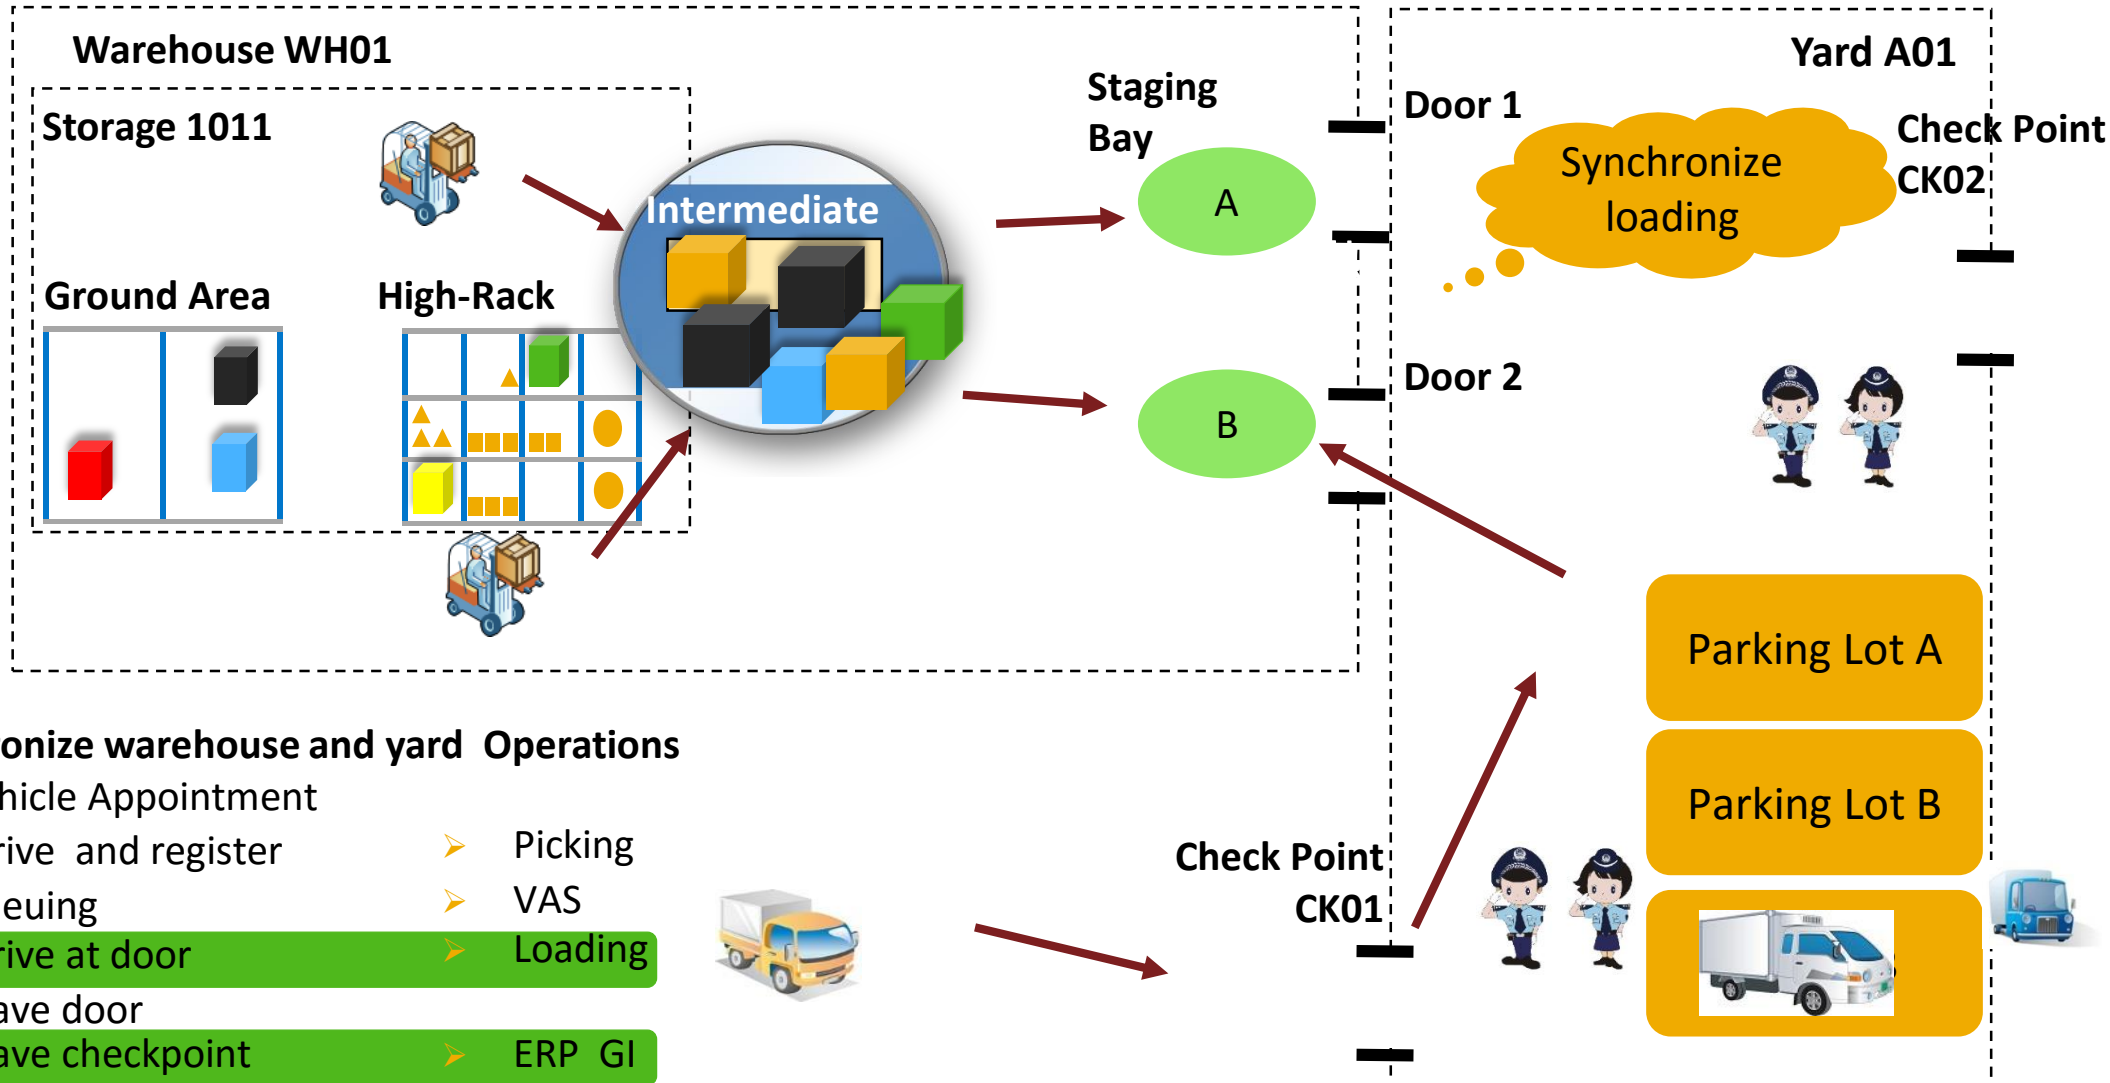 Warehouse WH01
Yard A01
Storage 1011
Staging
Bay
Door 1
Check Point
CK02
Synchronize
loading
Intermediate
A
Ground Area
High-Rack
Door 2
B
Parking Lot A
Parking Lot B
Check Point
CK01
ronize warehouse and yard Operations
hicle Appointment
rive and register
Picking
euing
VAS
rive at door
Loading
ave door
ave checkpoint
ERP GI